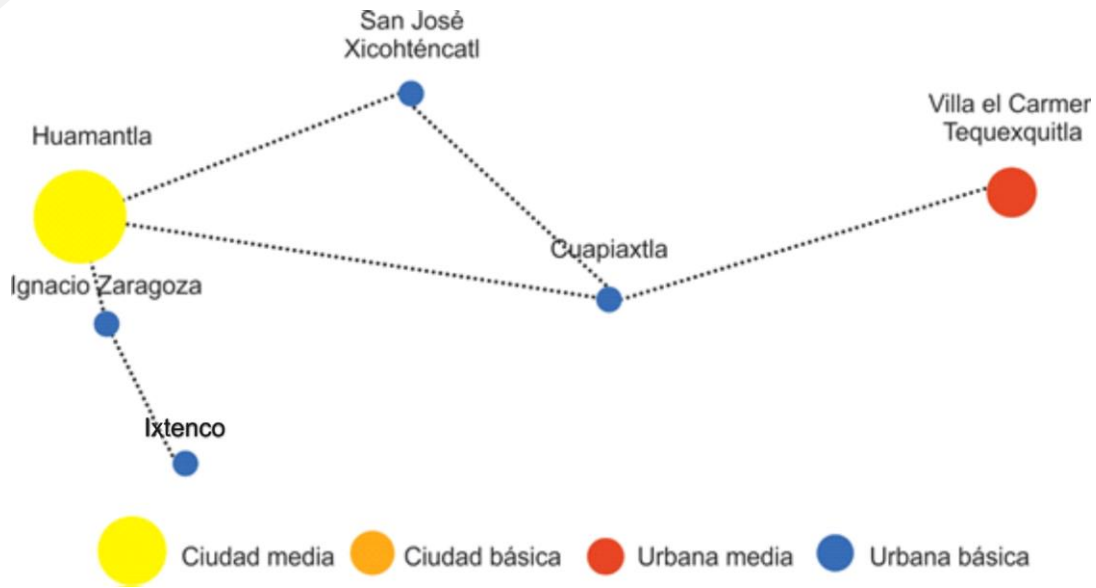 San José
Xicohténcatl
Villa el Carmer
Tequexquitla
Huamantla
Cuapiaxtla
Ignacio Zaragoza
Ixtenco
Ciudad media
Ciudad básica
Urbana media
Urbana básica